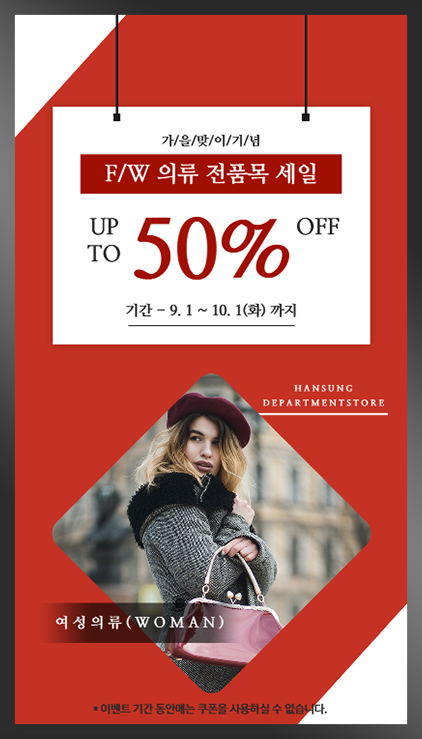 가/을/맞/이/기/념
F/W 의류 전품목 세일
UP
TO
50%
OFF
기간 - 9. 1 ~ 10. 1(화) 까지
HANSUNG
DEPARTMENTSTORE
여성의류(WOMAN)
* 이벤트 기간 동안에는 쿠폰을 사용하실 수 없습니다.